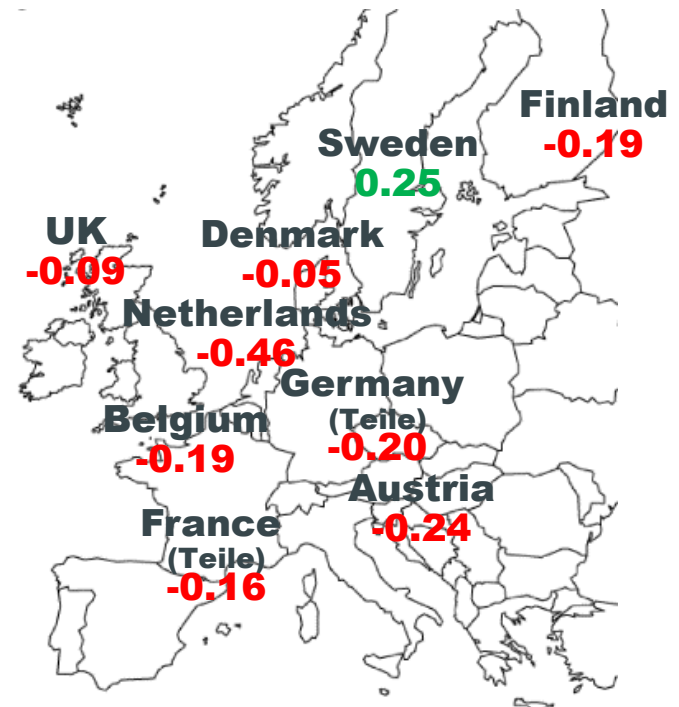 Finland
-0.19
Sweden
0.25
UK
-0.09
Denmark
-0.05
Netherlands
-0.46
Germany
(Teile)
-0.20
Belgium
-0.19
Austria
-0.24
France
(Teile)
-0.16